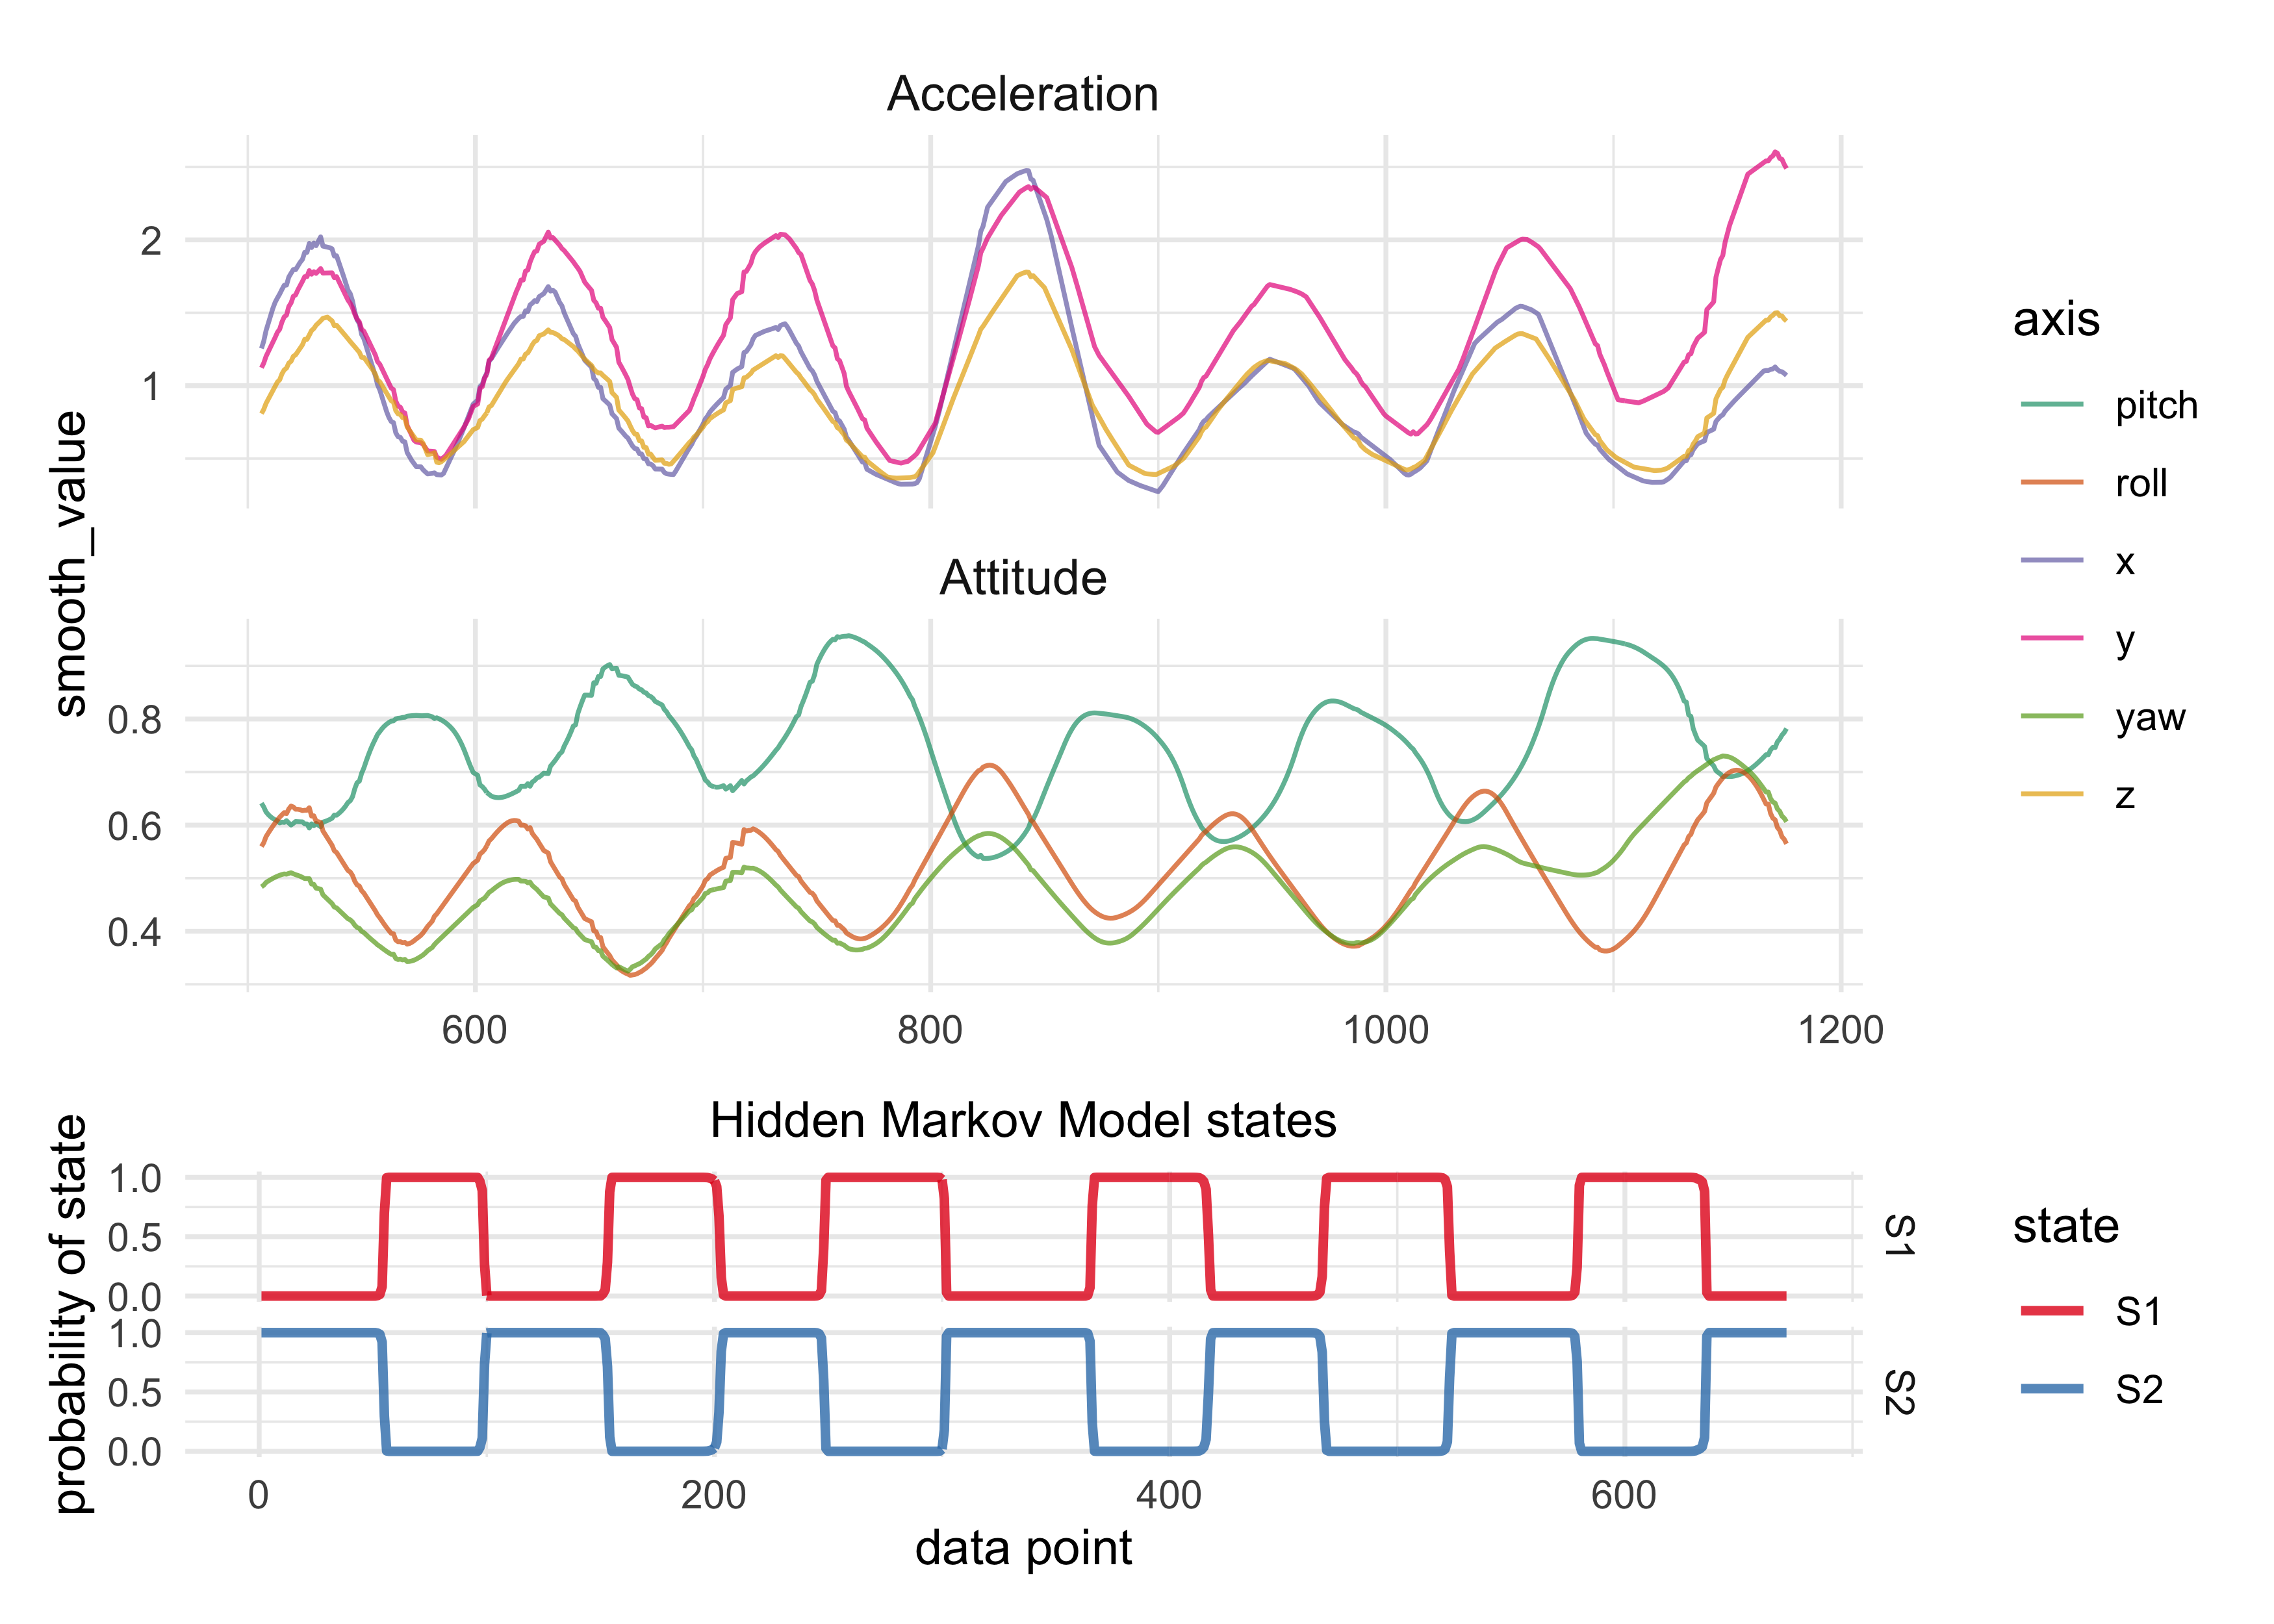 Acceleration
2
1
smooth_value
Attitude
0.8
0.6
0.4
600 800 1000 1200
axis
pitch
roll
x
y
yaw
z
Hidden Markov Model states
probability of state
1.0
0.5
0.0
S1
1.0
0.5
0.0
S2
0 200 400 600
data point
state
S1
S2